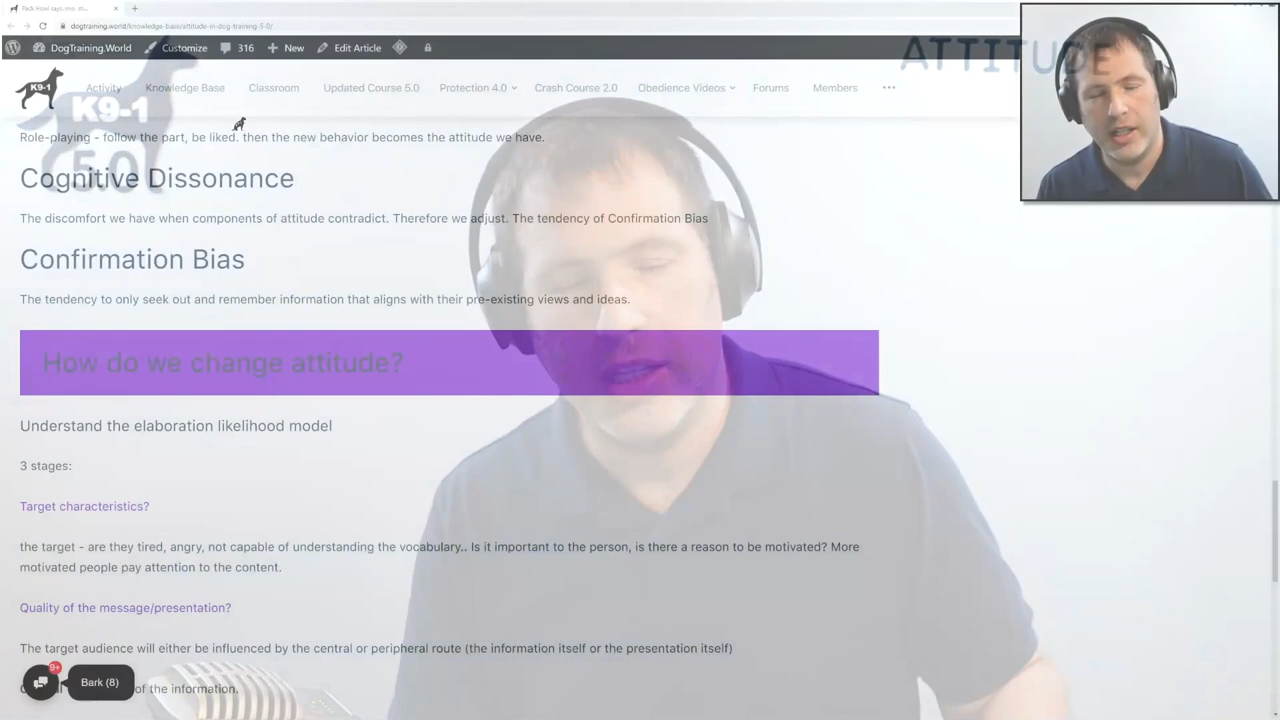 Pack Howl says into: stu
dogtraining.world/knowledge-base/attitude-in-dog-training-5-0/
DogTraining.World Customize 316 New Edit Article
ATTITUDE
K9-1 Activity Knowledge Base Classroom Updated Course 5.0 Protection 4.0 Crash Course 2.0 Obedience Videos Forums Members
K9-1
5.0
Role-playing - follow the part, be liked. then the new behavior becomes the attitude we have.
Cognitive Dissonance
The discomfort we have when components of attitude contradict. Therefore we adjust. The tendency of Confirmation Bias
Confirmation Bias
The tendency to only seek out and remember information that aligns with their pre-existing views and ideas.
How do we change attitude?
Understand the elaboration likelihood model
3 stages:
Target characteristics?
the target - are they tired, angry, not capable of understanding the vocabulary.. Is it important to the person, is there a reason to be motivated? More
motivated people pay attention to the content.
Quality of the message/presentation?
The target audience will either be influenced by the central or peripheral route (the information itself or the presentation itself)
9+
Bark (8)
of the information.